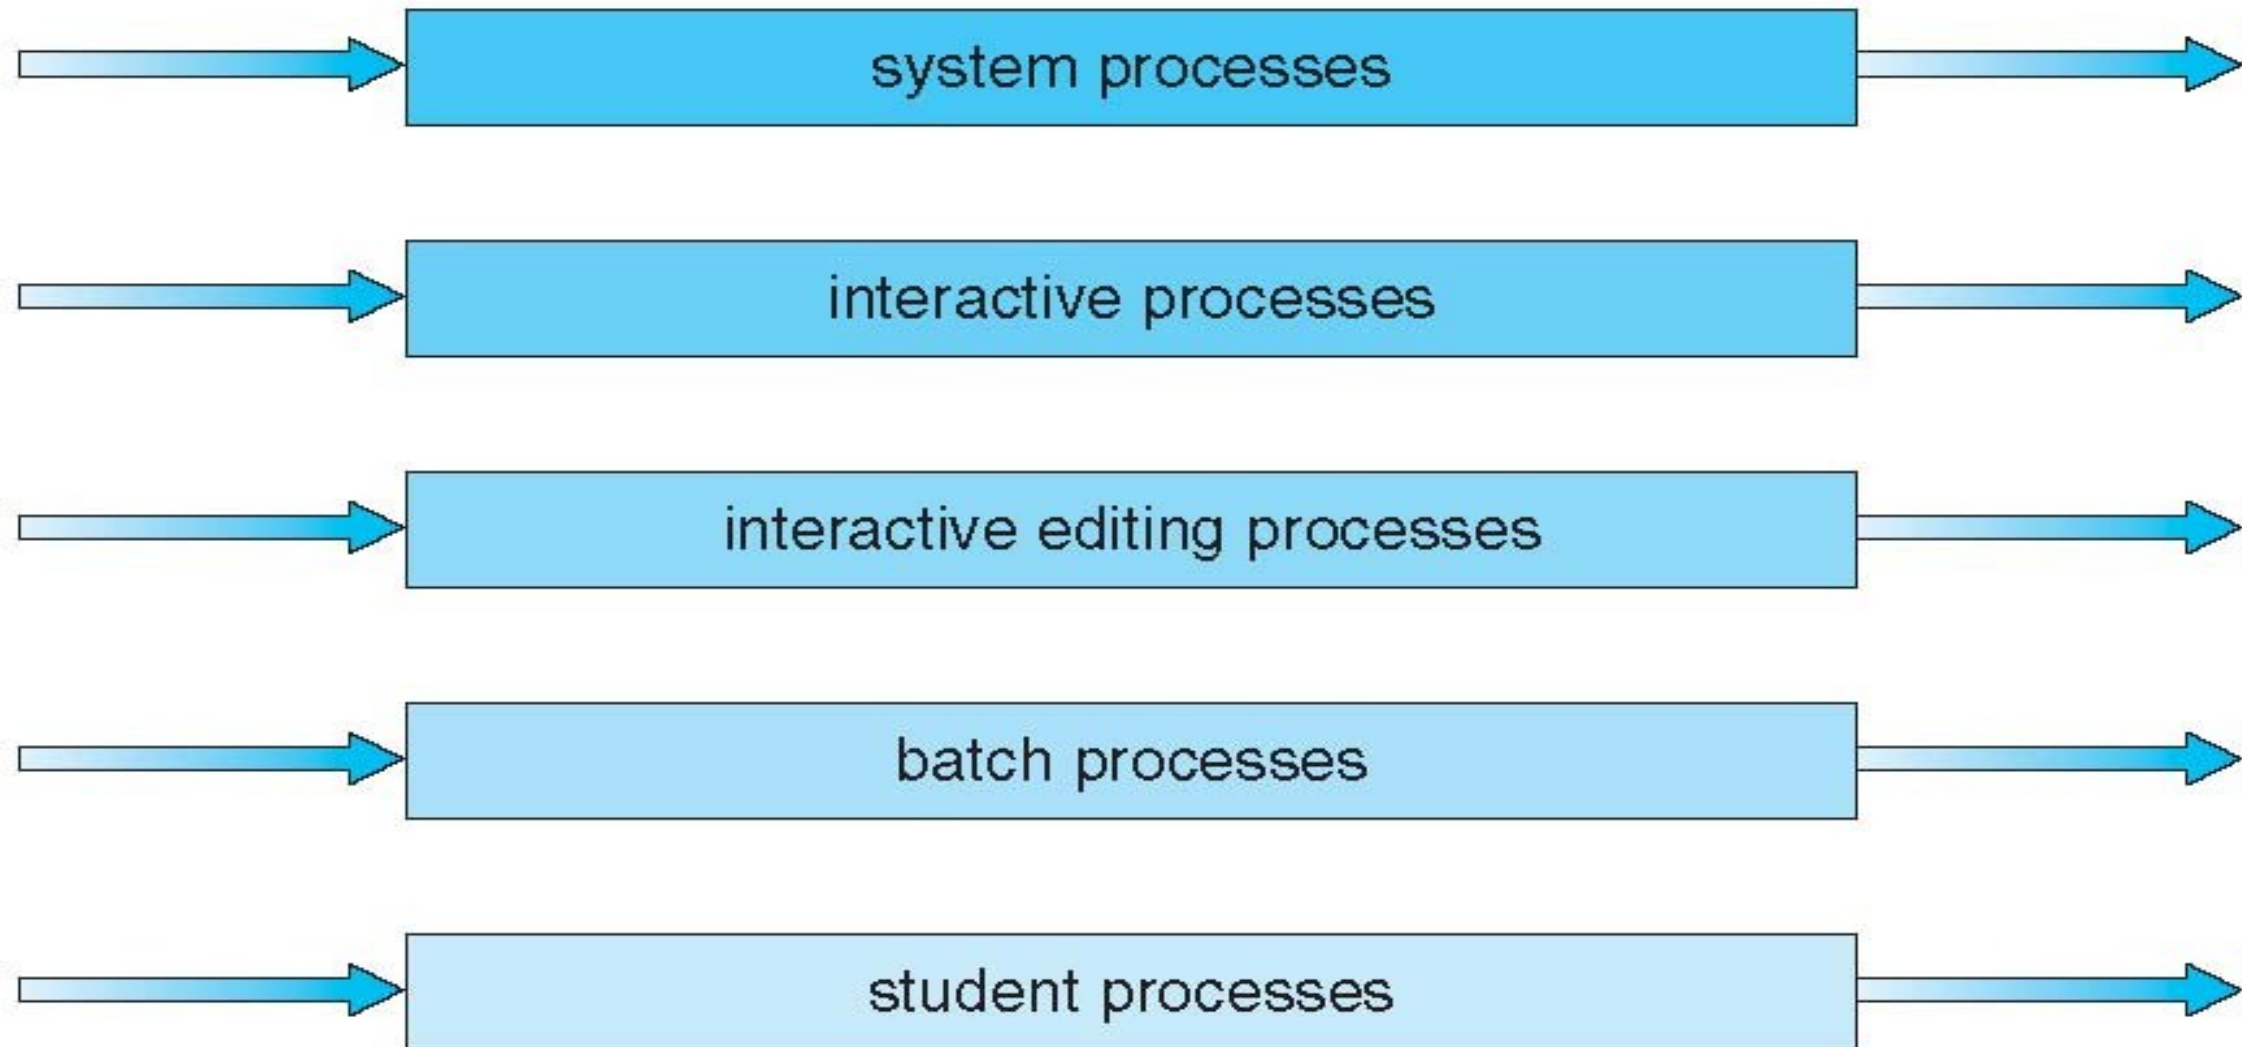 system processes
interactive processes
interactive editing processes
batch processes
student processes